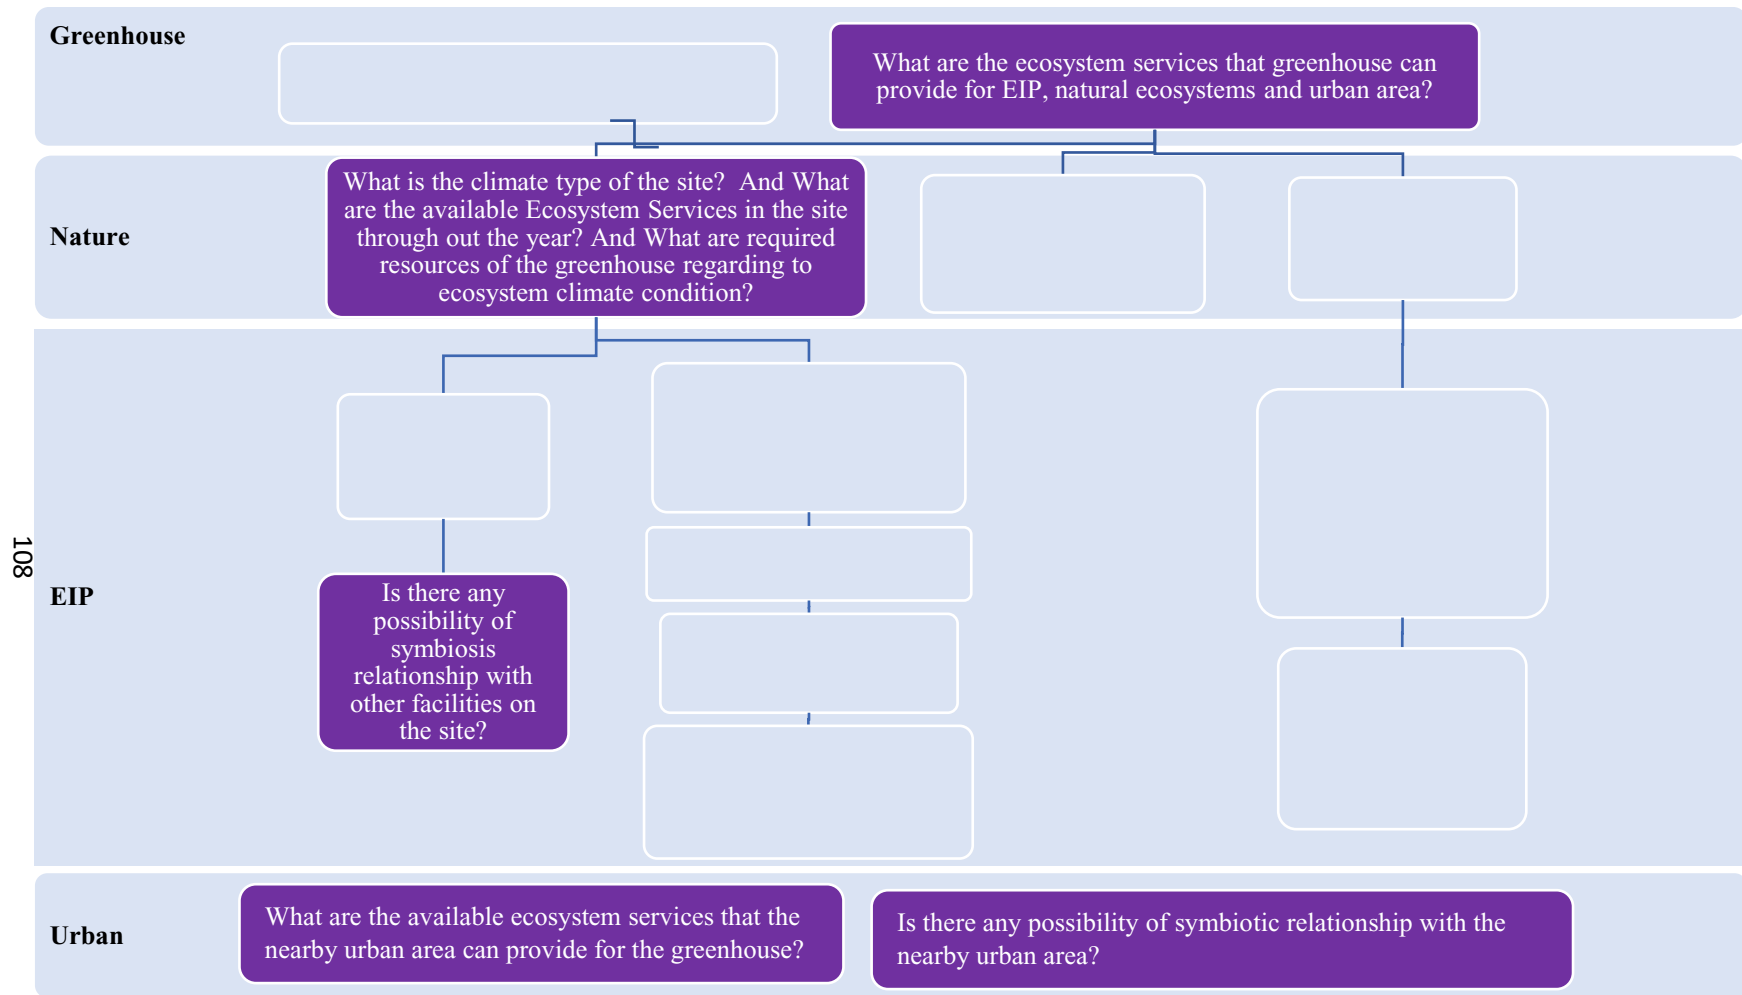 Greenhouse
What are the ecosystem services that greenhouse can
provide for EIP, natural ecosystems and urban area?
Nature
What is the climate type of the site?  And What
are the available Ecosystem Services in the site
through out the year? And What are required
resources of the greenhouse regarding to
ecosystem climate condition?
108
EIP
Is there any
possibility of
symbiosis
relationship with
other facilities on
the site?
Urban
What are the available ecosystem services that the
nearby urban area can provide for the greenhouse?
Is there any possibility of symbiotic relationship with the
nearby urban area?